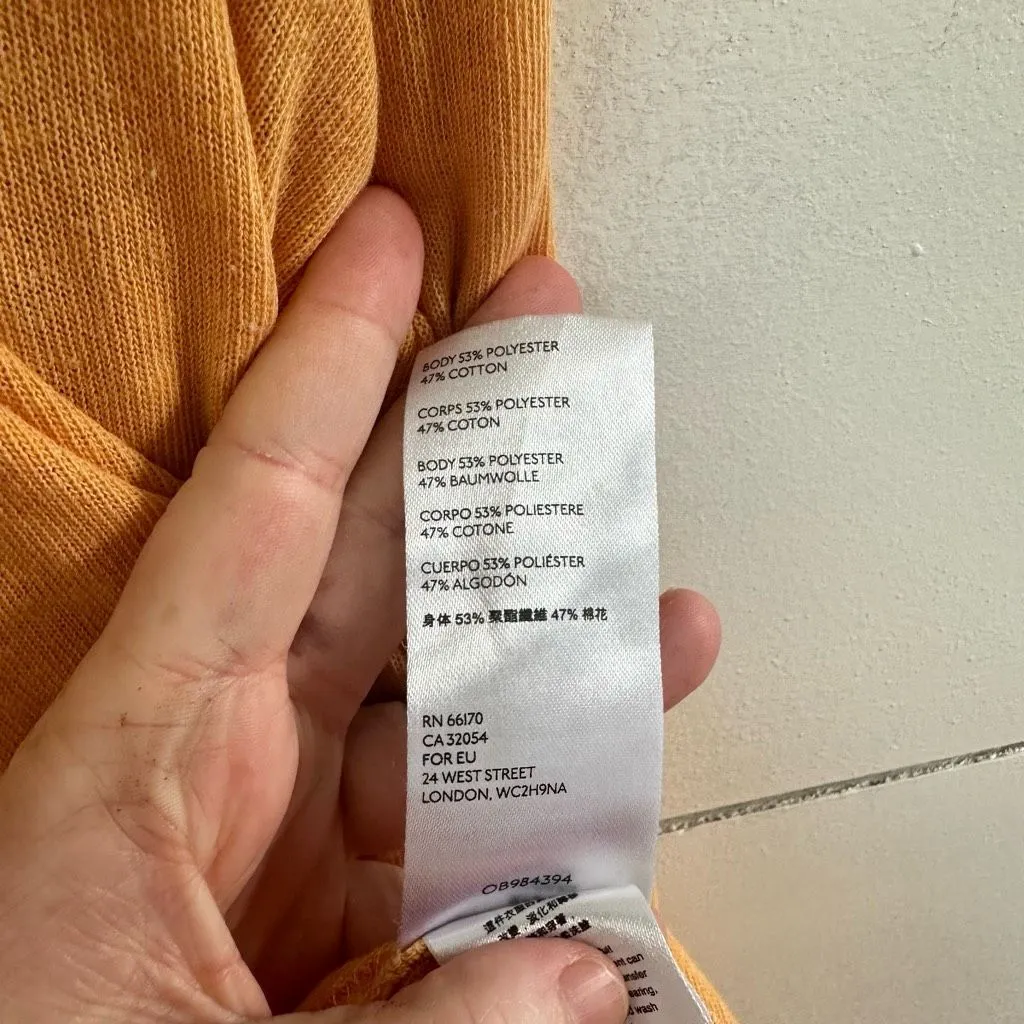 BODY 53% POLYESTER
47% COTTON
CORPS 53% POLYESTER
47% COTON
BODY 53% POLYESTER
47% BAUMWOLLE
CORPO 53% POLIESTERE
47% COTONE
CUERPO 53% POLIÉSTER
47% ALGODÓN
身体 53% 聚酯纖維 47% 棉花
RN 66170
CA 32054
FOR EU
24 WEST STREET
LONDON, WC2H9NA
OB984394
can
wash